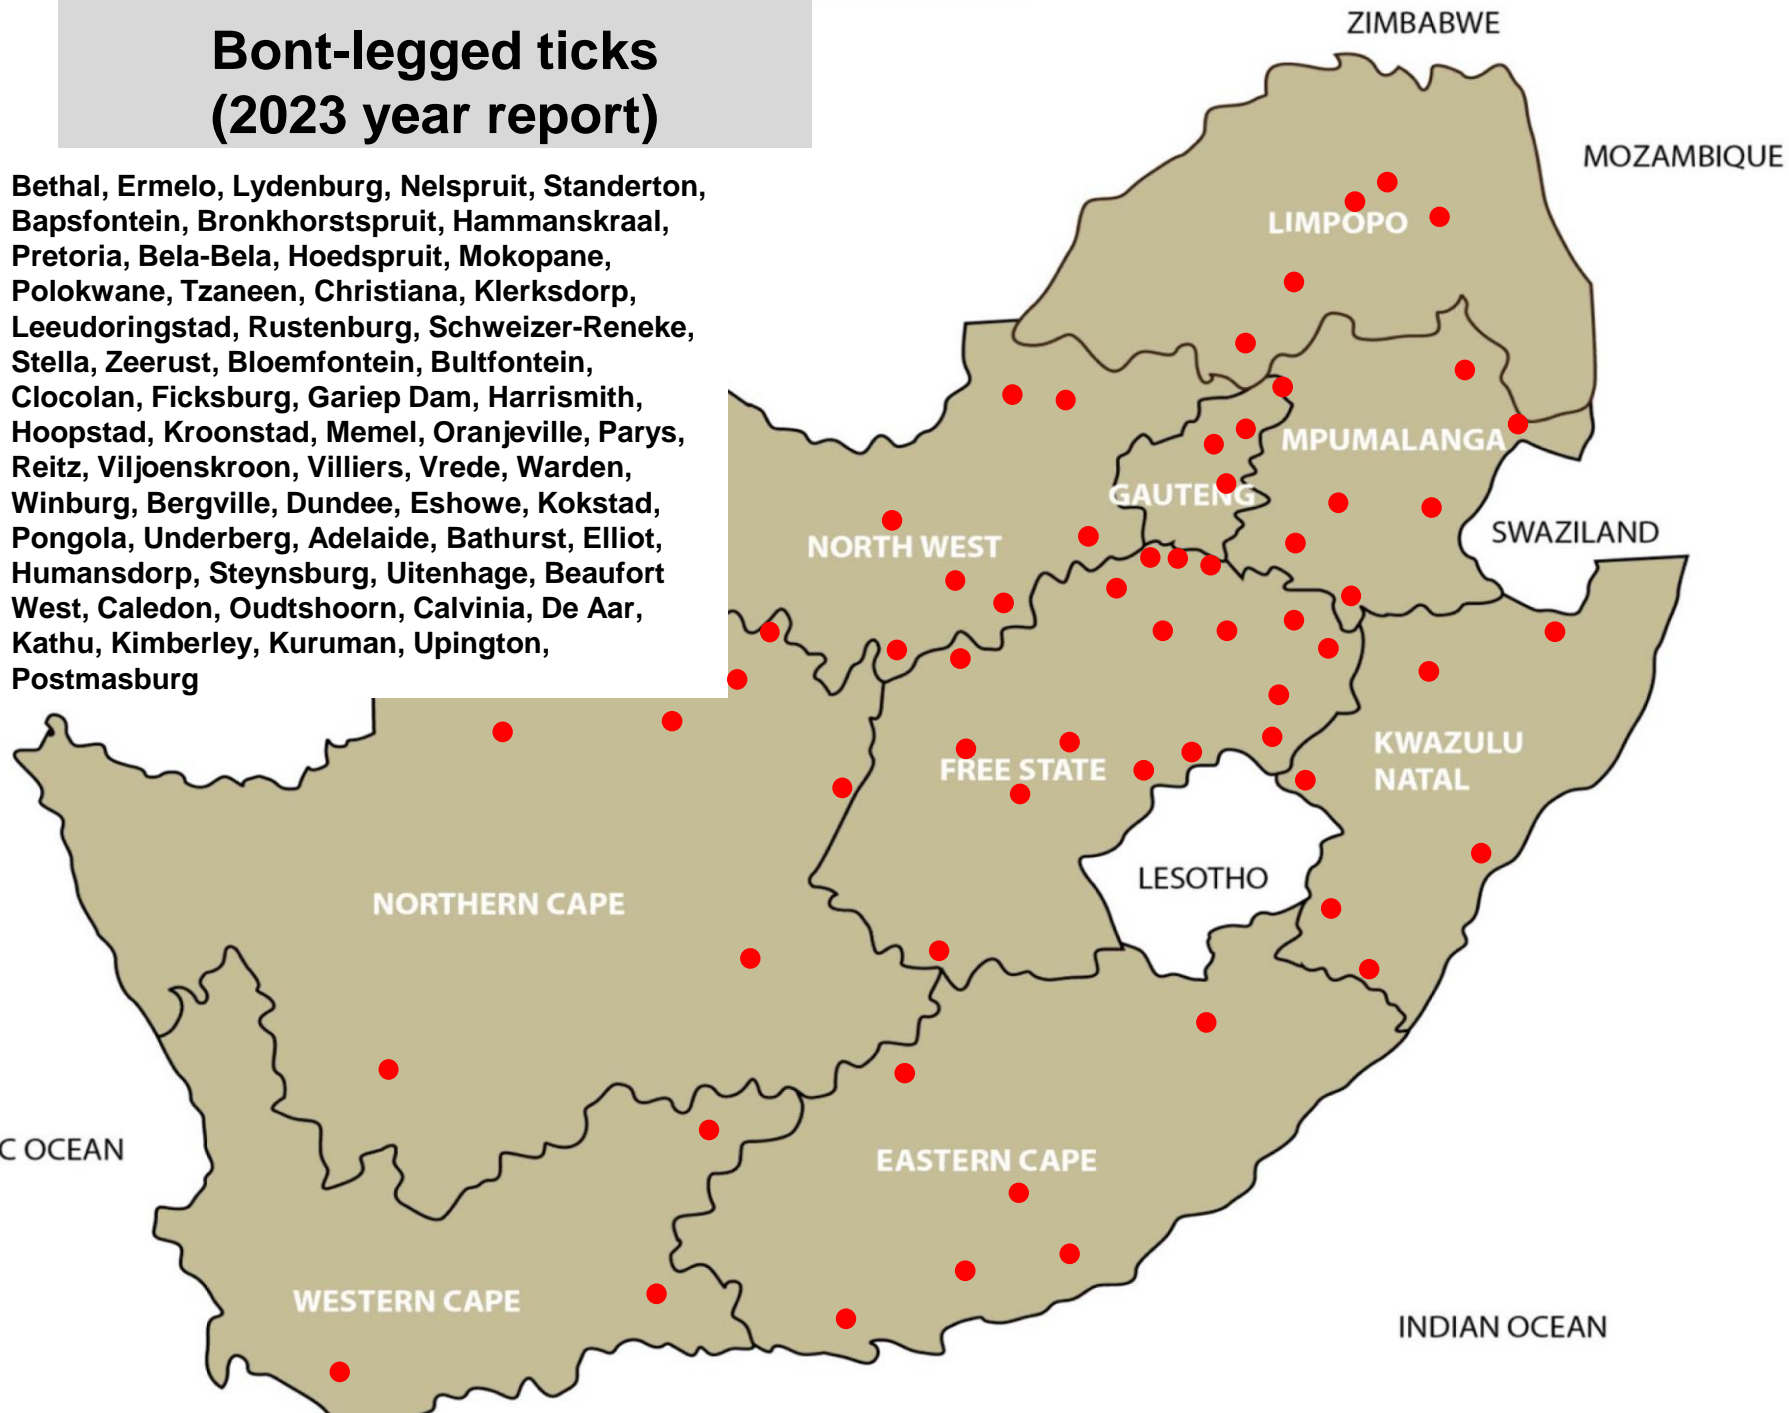 Bont-legged ticks
(2023 year report)
Bethal, Ermelo, Lydenburg, Nelspruit, Standerton,
Bapsfontein, Bronkhorstspruit, Hammanskraal,
Pretoria, Bela-Bela, Hoedspruit, Mokopane,
Polokwane, Tzaneen, Christiana, Klerksdorp,
Leeudoringstad, Rustenburg, Schweizer-Reneke,
Stella, Zeerust, Bloemfontein, Bultfontein,
Clocolan, Ficksburg, Gariep Dam, Harrismith,
Hoopstad, Kroonstad, Memel, Oranjeville, Parys,
Reitz, Viljoenskroon, Villiers, Vrede, Warden,
Winburg, Bergville, Dundee, Eshowe, Kokstad,
Pongola, Underberg, Adelaide, Bathurst, Elliot,
Humansdorp, Steynsburg, Uitenhage, Beaufort
West, Caledon, Oudtshoorn, Calvinia, De Aar,
Kathu, Kimberley, Kuruman, Upington,
Postmasburg
ZIMBABWE
MOZAMBIQUE
LIMPOPO
MPUMALANGA
GAUTENG
SWAZILAND
NORTH WEST
KWAZULU
NATAL
FREE STATE
LESOTHO
NORTHERN CAPE
C OCEAN
EASTERN CAPE
WESTERN CAPE
INDIAN OCEAN